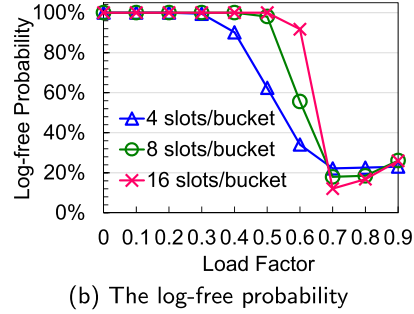 100%
80%
60%
40%
20%
0%
Log-free Probability
4 slots/bucket
8 slots/bucket
16 slots/bucket
0 0.1 0.2 0.3 0.4 0.5 0.6 0.7 0.8 0.9
Load Factor
(b) The log-free probability